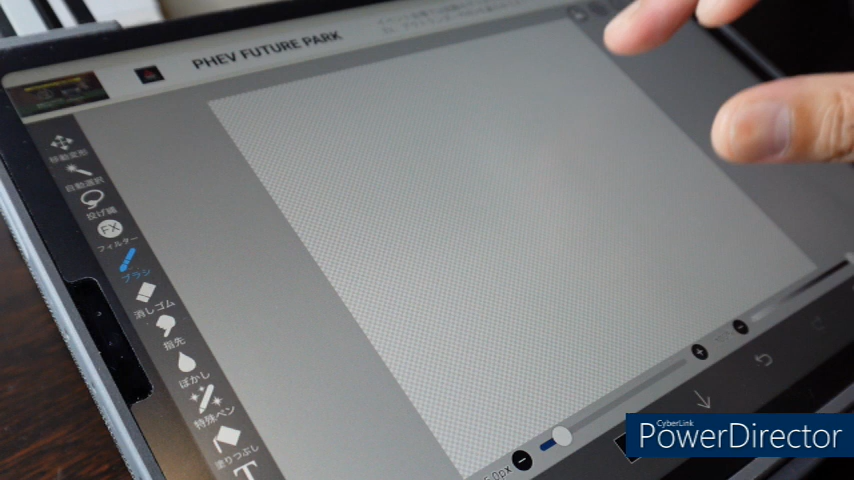 PHEV FUTURE PARK
移動変形
自動選択
投げ縄
FX
フィルター
ブラシ
消しゴム
指先
ぼかし
特殊ペン
塗りつぶし
T
CyberLink
PowerDirector